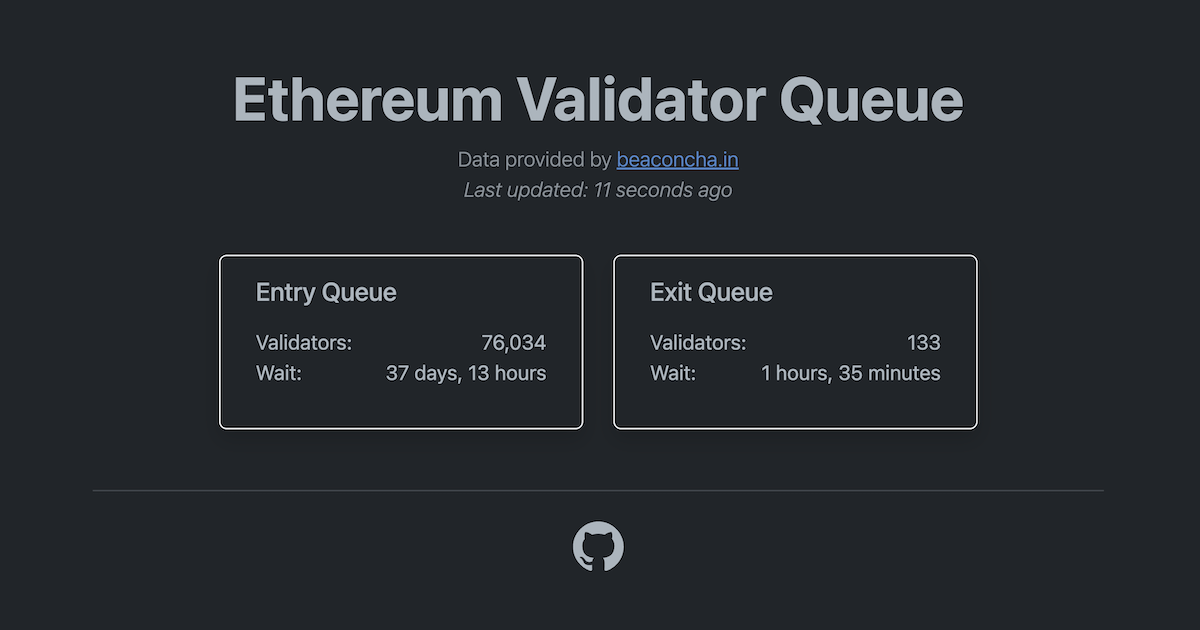 Ethereum Validator Queue
Data provided by beaconcha.in
Last updated: 11 seconds ago
Entry Queue
Validators: 76,034
Wait: 37 days, 13 hours
Exit Queue
Validators: 133
Wait: 1 hours, 35 minutes